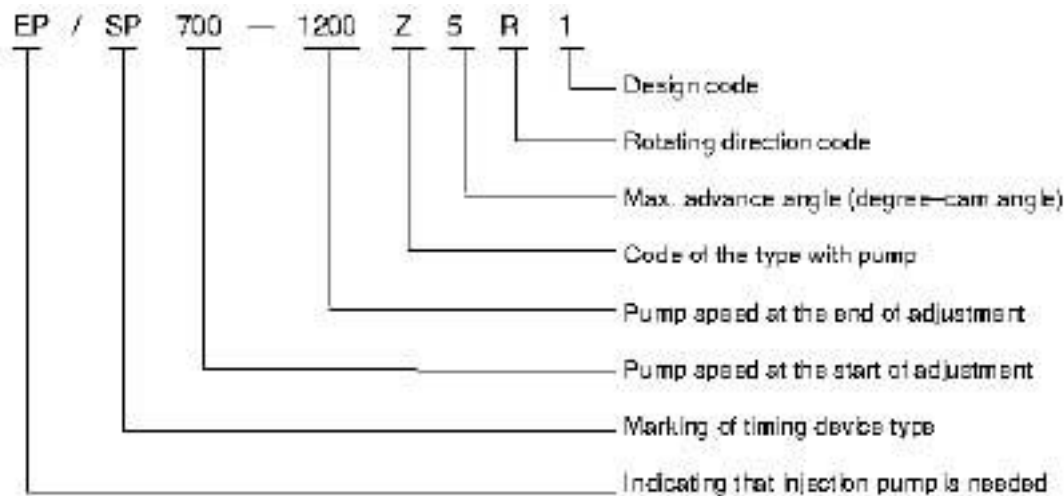 EP / SP 700 — 1200 Z 5 R 1
Design code
Rotating direction code
Max. advance angle (degree–cam angle)
Code of the type with pump
Pump speed at the end of adjustment
Pump speed at the start of adjustment
Marking of timing device type
Indicating that injection pump is needed